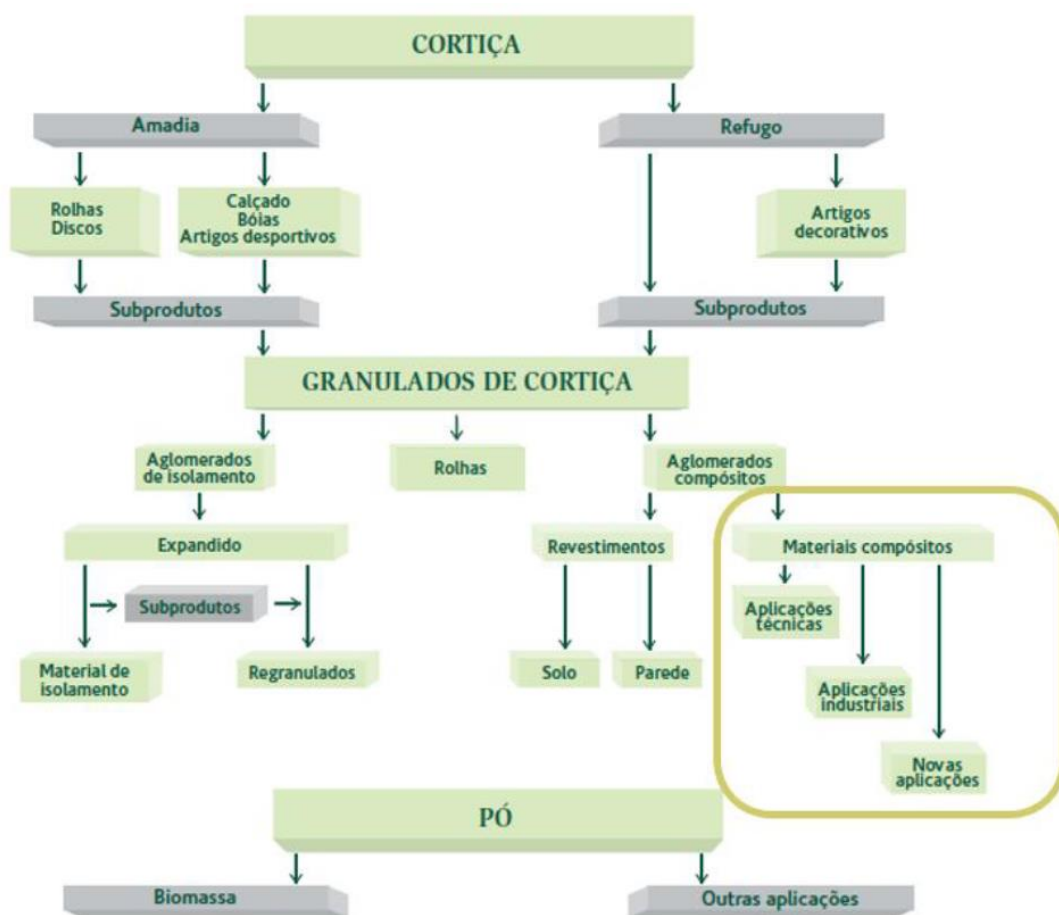 CORTIÇA
Amadia
Refugo
Rolhas
Discos
Calçado
Bóias
Artigos desportivos
Artigos
decorativos
Subprodutos
Subprodutos
GRANULADOS DE CORTIÇA
Aglomerados
de isolamento
Rolhas
Aglomerados
compósitos
Expandido
Revestimentos
Materiais compósitos
Subprodutos
Aplicações
técnicas
Material de
isolamento
Regranulados
Solo
Parede
Aplicações
industriais
Novas
aplicações
PÓ
Biomassa
Outras aplicações